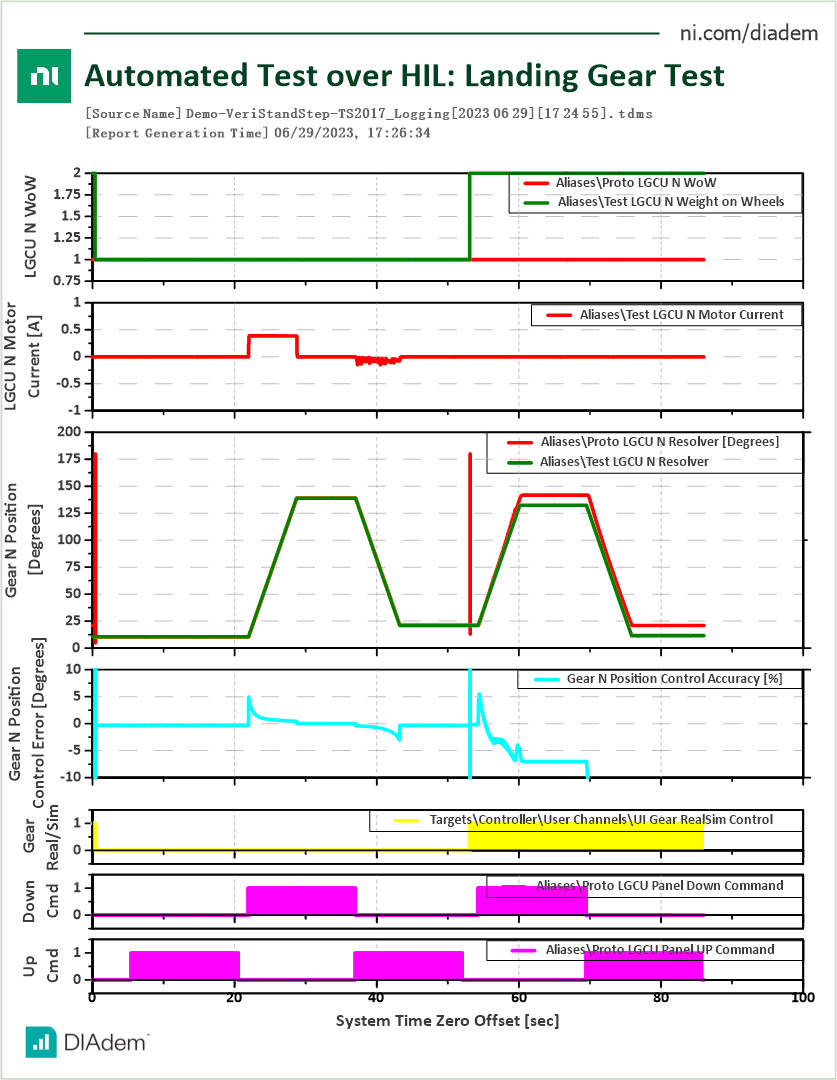 ni.com/diadem
ni
Automated Test over HIL: Landing Gear Test
[Source Name] Demo-VeriStandStep-TS2017_Logging[2023 06 29][17 24 55].tdms
[Report Generation Time] 06/29/2023, 17:26:34
LGCU N WoW
2
1.75
1.5
1.25
1
0.75
Aliases\Proto LGCU N WoW
Aliases\Test LGCU N Weight on Wheels
LGCU N Motor
Current [A]
1
0.5
0
-0.5
-1
Aliases\Test LGCU N Motor Current
Gear N Position
[Degrees]
200
175
150
125
100
75
50
25
0
Aliases\Proto LGCU N Resolver [Degrees]
Aliases\Test LGCU N Resolver
Gear N Position
Control Error [Degrees]
10
5
0
-5
-10
Gear N Position Control Accuracy [%]
Gear
Real/Sim
1
0
Targets\Controller\User Channels\UI Gear RealSim Control
Down
Cmd
1
0
Aliases\Proto LGCU Panel Down Command
Up
Cmd
1
0
Aliases\Proto LGCU Panel UP Command
0 20 40 60 80 100
System Time Zero Offset [sec]
DIAdem™